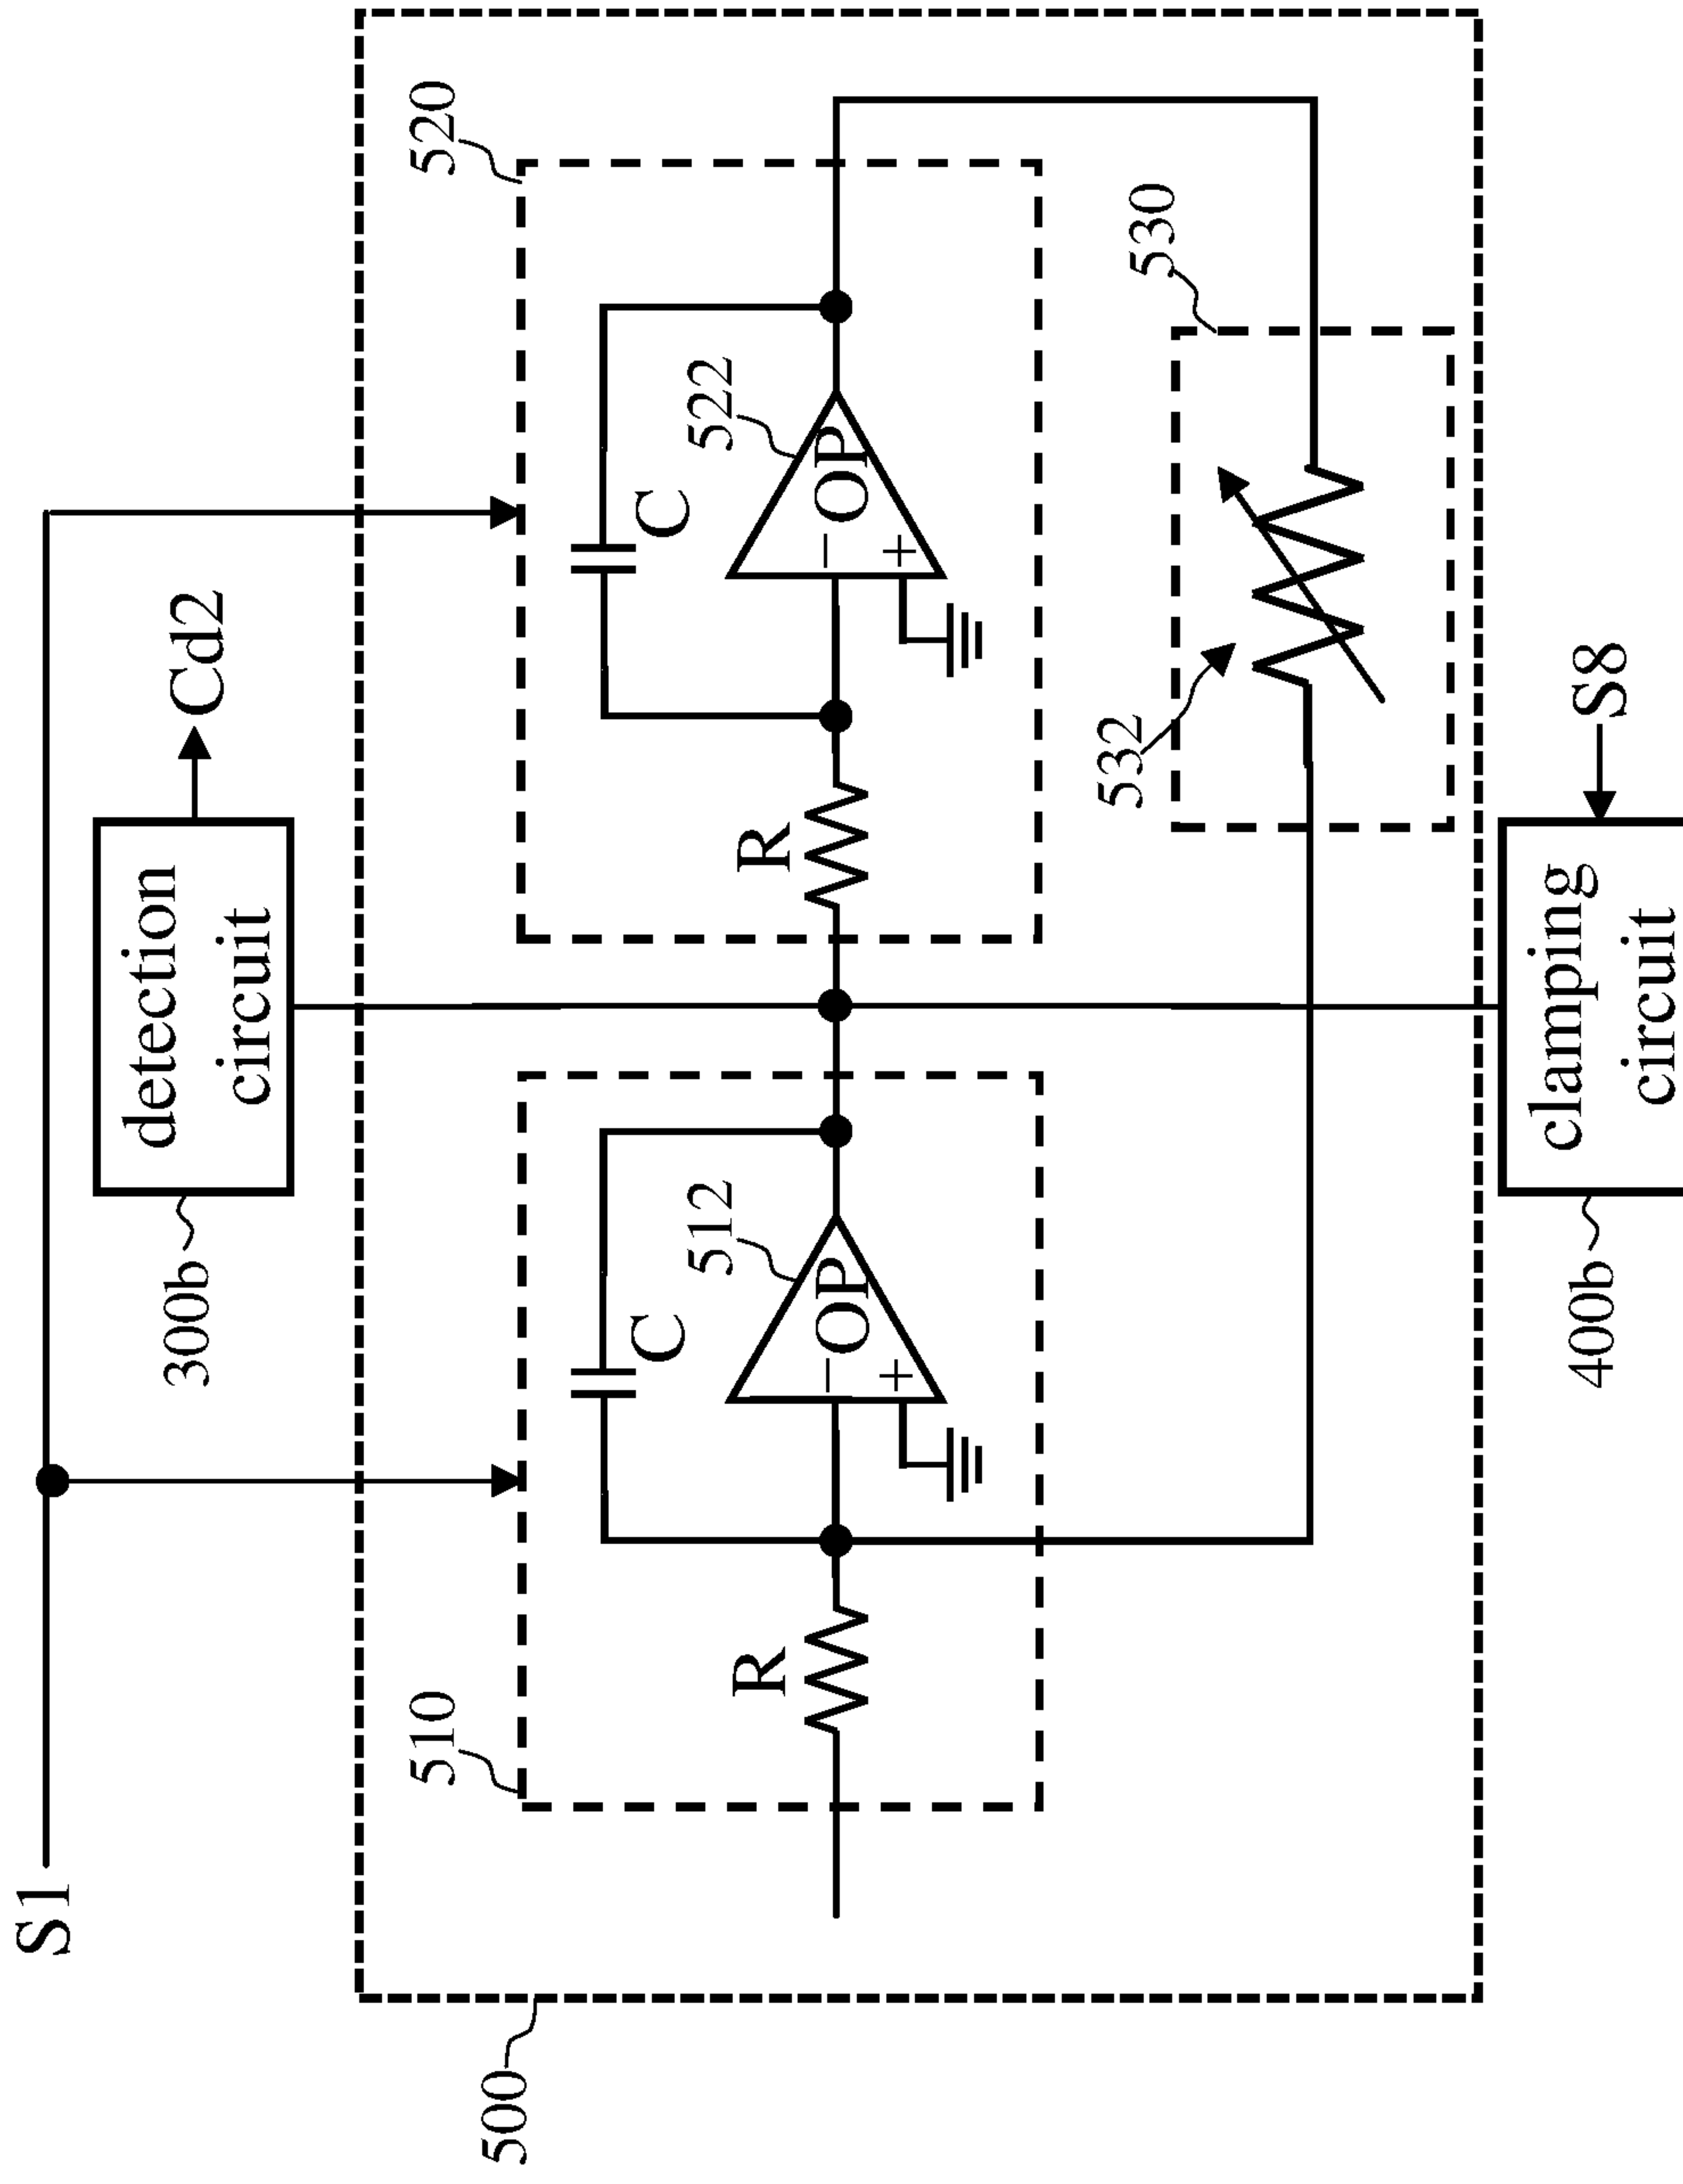 S1
300b
detection
circuit
Cd2
500
510
520
C
C
512
522
R
R
OP
OP
−
+
−
+
532
530
400b
clamping
circuit
S8